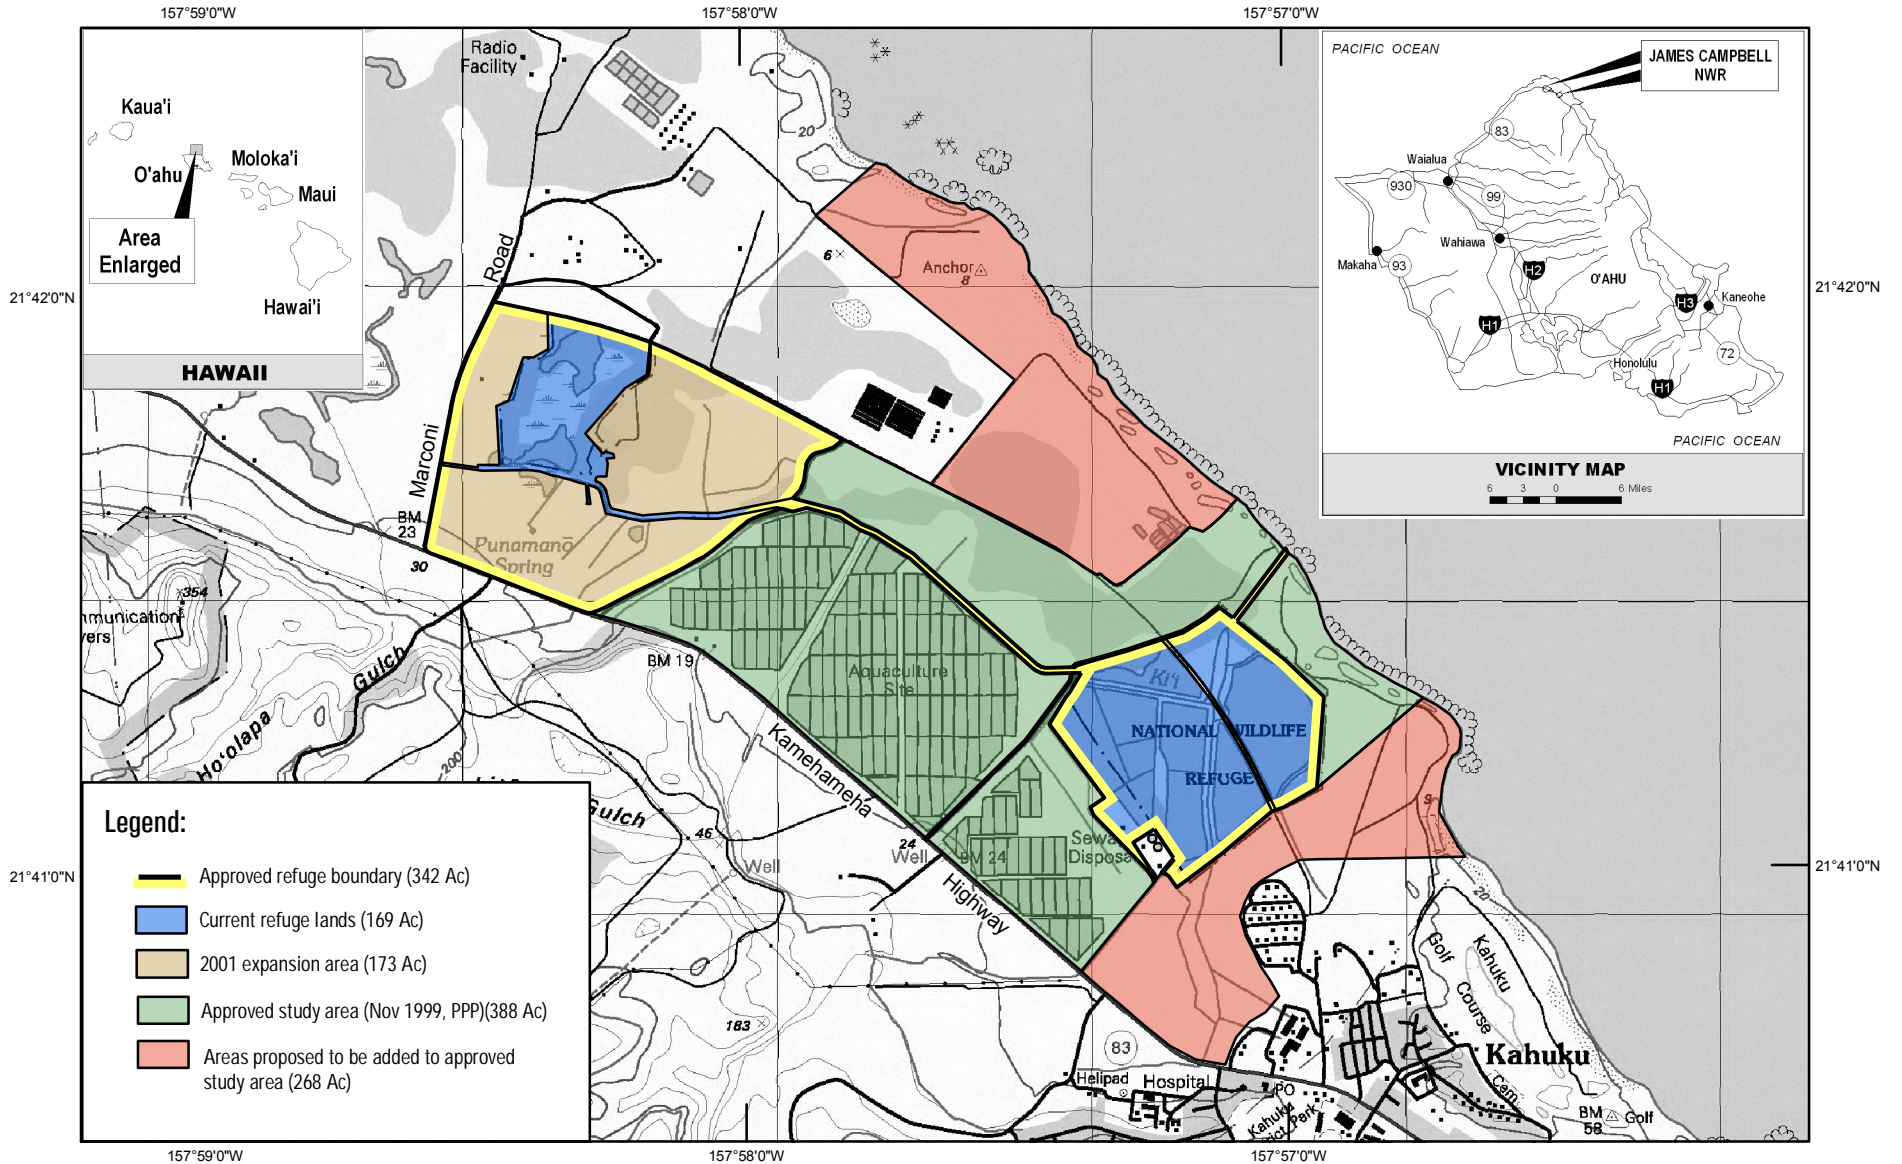 157°59'0"W
157°58'0"W
157°57'0"W
21°42'0"N
21°42'0"N
21°41'0"N
21°41'0"N
157°59'0"W
157°58'0"W
157°57'0"W
Kaua'i
O'ahu
Moloka'i
Maui
Hawai'i
Area
Enlarged
HAWAII
PACIFIC OCEAN
JAMES CAMPBELL
NWR
83
Waialua
930
99
Wahiawa
Makaha
93
H2
O'AHU
H3
Kaneohe
H1
72
Honolulu
H1
PACIFIC OCEAN
VICINITY MAP
6 3 0 6 Miles
Radio
Facility
20
Road
6
Anchor
8
Marconi
BM
23
30
Punamanō
Spring
354
Gulch
Ho'olapa
200
BM 19
Aquaculture
Site
Ki'i
NATIONAL WILDLIFE
REFUGE
Kamehameha
Highway
Gulch
46
Well
24
Well
BM 24
Sewa
Disposa
9
20
Golf
Course
Kahuku
Kahuku
183
83
Helipad
Hospital
PO
Kahuku
Park
Cem
BM
58
Golf
Legend:
Approved refuge boundary (342 Ac)
Current refuge lands (169 Ac)
2001 expansion area (173 Ac)
Approved study area (Nov 1999, PPP)(388 Ac)
Areas proposed to be added to approved
study area (268 Ac)